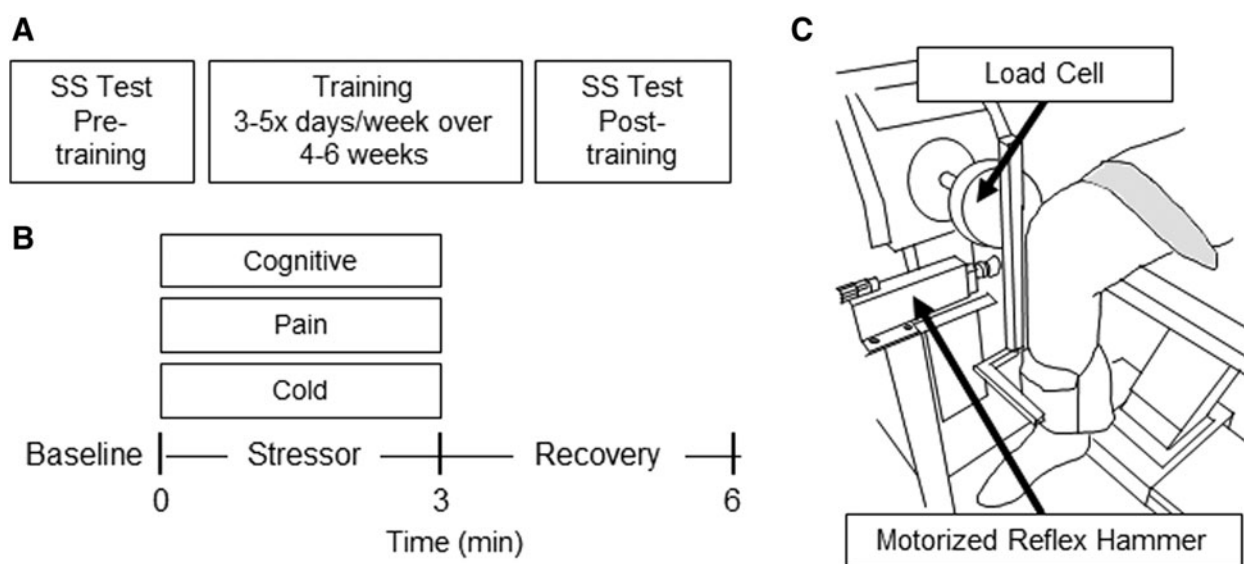 A
SS Test
Pre-
training
Training
3-5x days/week over
4-6 weeks
SS Test
Post-
training
B
Cognitive
Pain
Cold
Baseline
Stressor
Recovery
0
3
6
Time (min)
C
Load Cell
Motorized Reflex Hammer